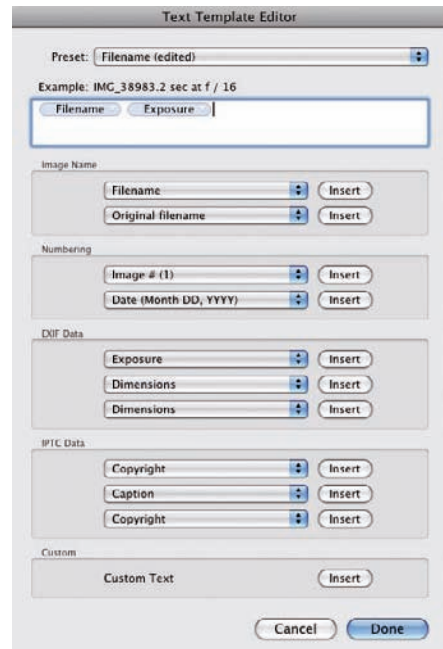 Text Template Editor
Preset: Filename (edited)
Example: IMG_38983.2 sec at f / 16
Filename Exposure
Image Name
Filename Insert
Original filename Insert
Numbering
Image # (1) Insert
Date (Month DD, YYYY) Insert
EXIF Data
Exposure Insert
Dimensions Insert
Dimensions Insert
IPTC Data
Copyright Insert
Caption Insert
Copyright Insert
Custom
Custom Text Insert
Cancel Done